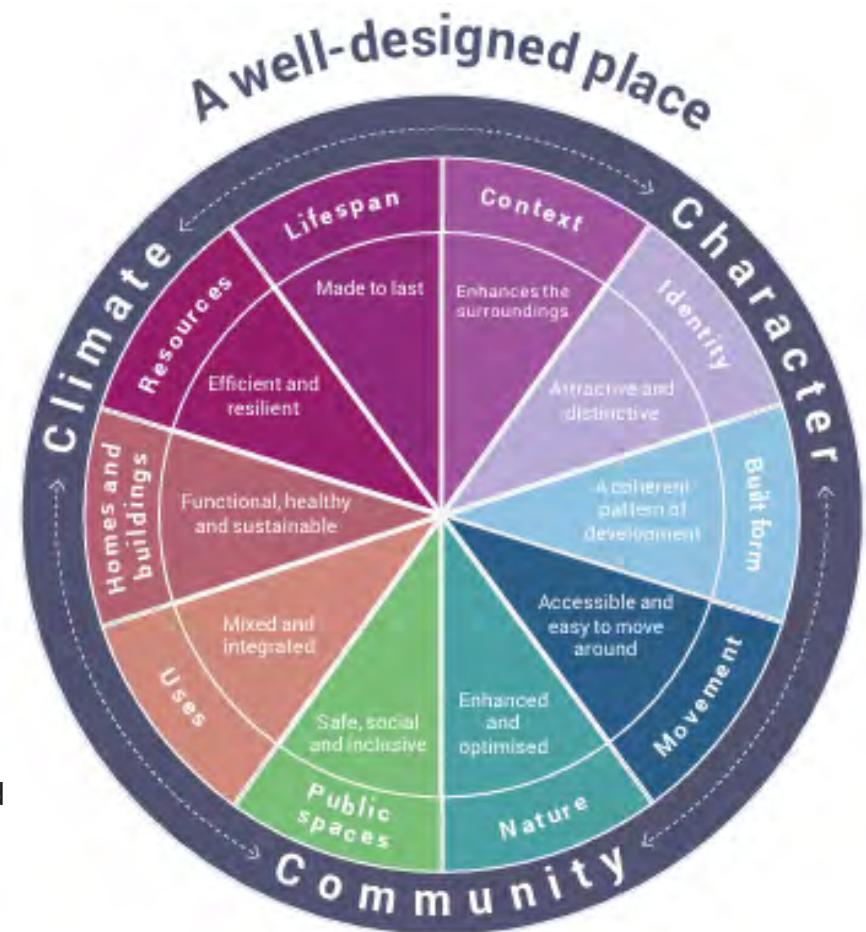 A well-designed place
Climate
Character
Community
Context
Enhances the
surroundings
Identity
Attractive and
distinctive
Built form
A coherent
pattern of
development
Movement
Accessible and
easy to move
around
Nature
Enhanced
and
optimised
Public
spaces
Safe, social
and inclusive
Uses
Mixed and
integrated
Homes and
buildings
Functional, healthy
and sustainable
Resources
Efficient and
resilient
Lifespan
Made to last